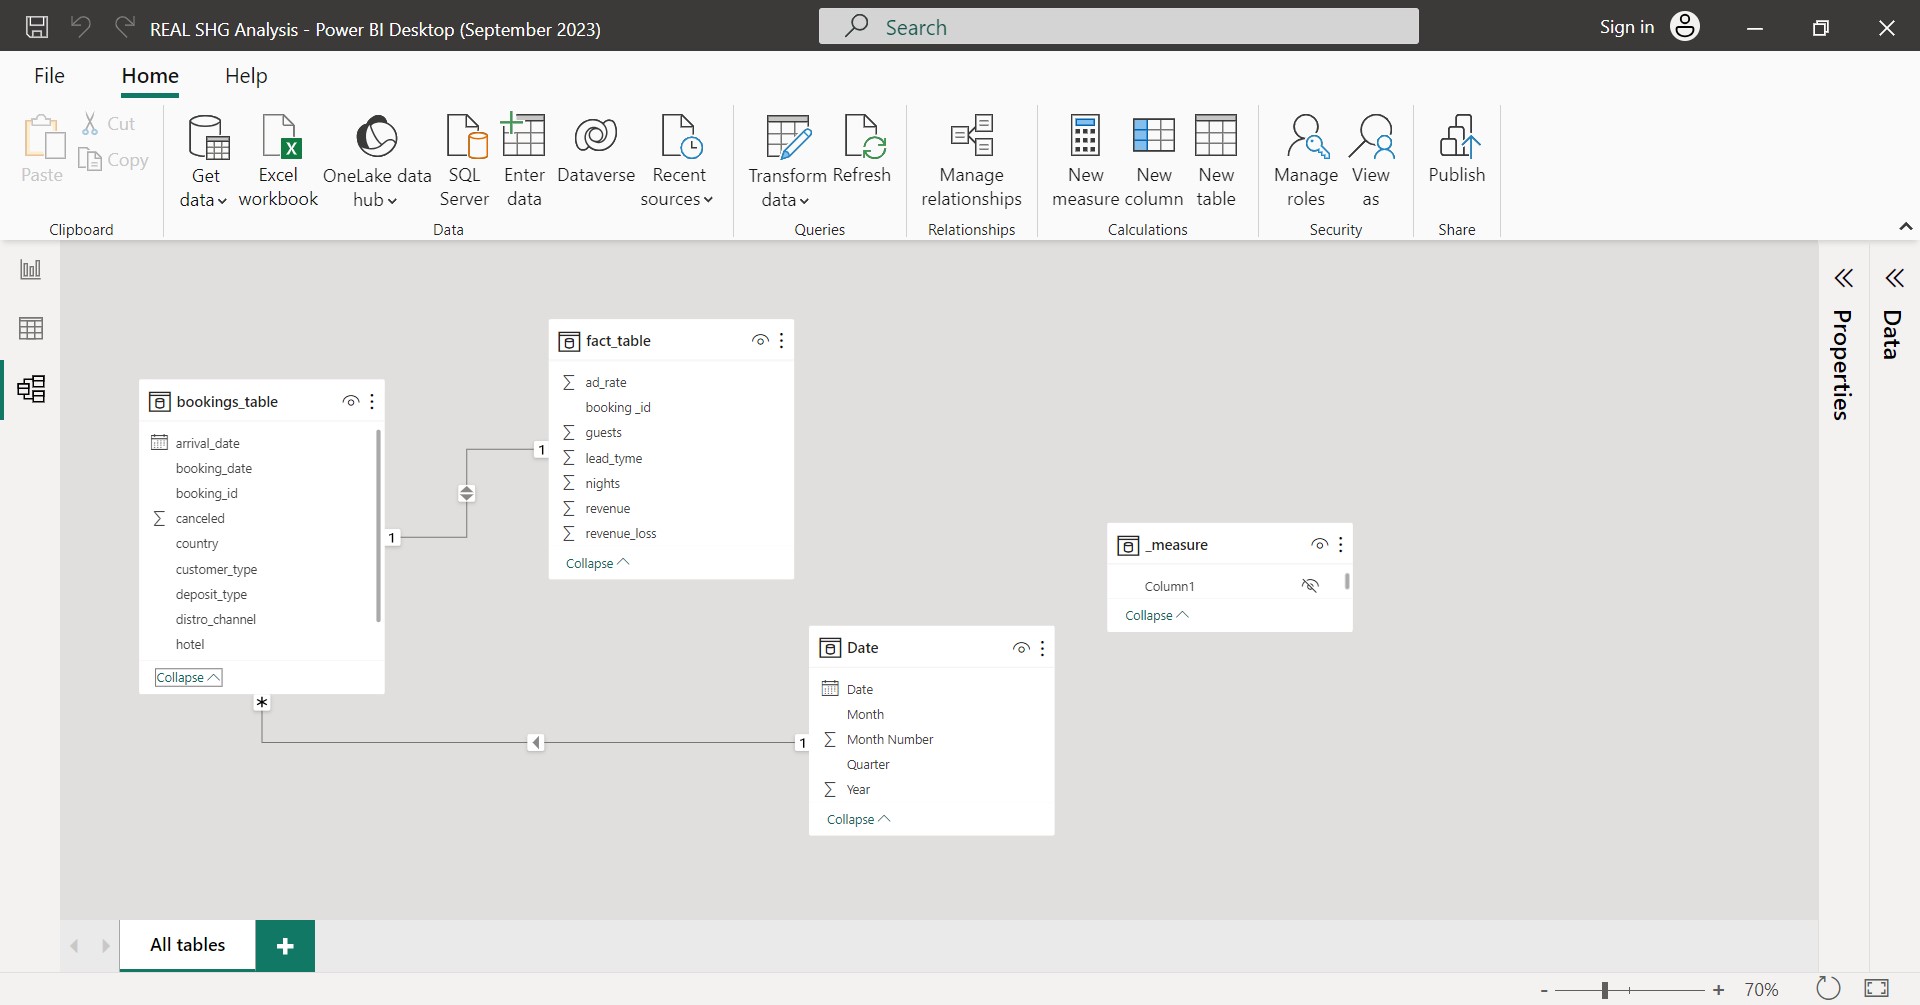 REAL SHG Analysis - Power BI Desktop (September 2023)
Search
Sign in
File
Home
Help
Paste
Cut
Copy
Clipboard
Get data
Excel workbook
OneLake data hub
SQL Server
Enter data
Dataverse
Recent sources
Data
Transform data
Refresh
Queries
Manage relationships
Relationships
New measure
New column
New table
Calculations
Manage roles
View as
Security
Publish
Share
bookings_table
arrival_date
booking_date
booking_id
canceled
country
customer_type
deposit_type
distro_channel
hotel
Collapse
1
*
fact_table
ad_rate
booking _id
guests
lead_tyme
nights
revenue
revenue_loss
Collapse
1
Date
Date
Month
Month Number
Quarter
Year
Collapse
1
_measure
Column1
Collapse
Properties
Data
All tables
+
- + 70%